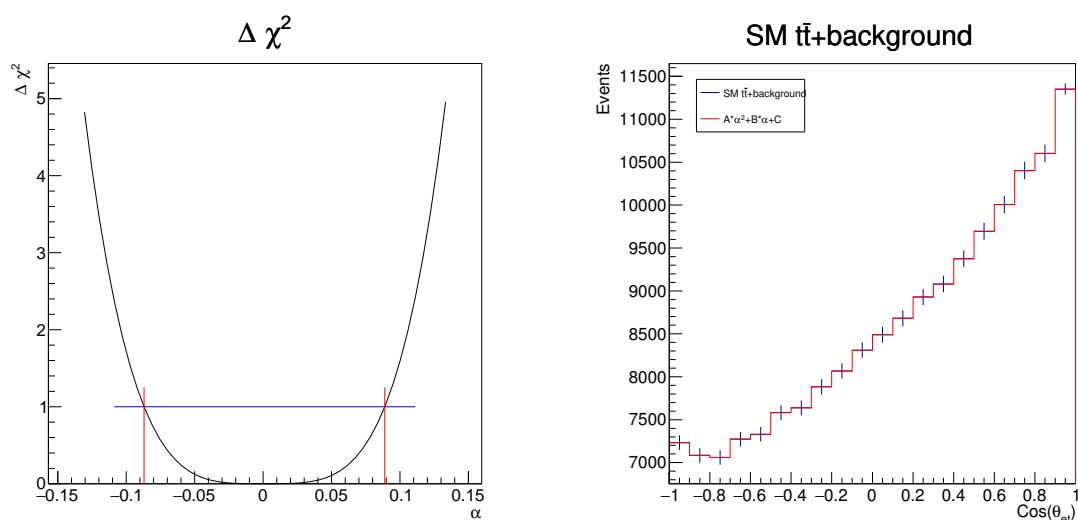 Δ χ²
Δ χ²
5
4
3
2
1
0
−0.15 −0.1 −0.05 0 0.05 0.1 0.15
α
SM tt̄+background
Events
11500
11000
10500
10000
9500
9000
8500
8000
7500
7000
SM tt̄+background
A*α²+B*α+C
−1 −0.8 −0.6 −0.4 −0.2 0 0.2 0.4 0.6 0.8 1
Cos(θet)